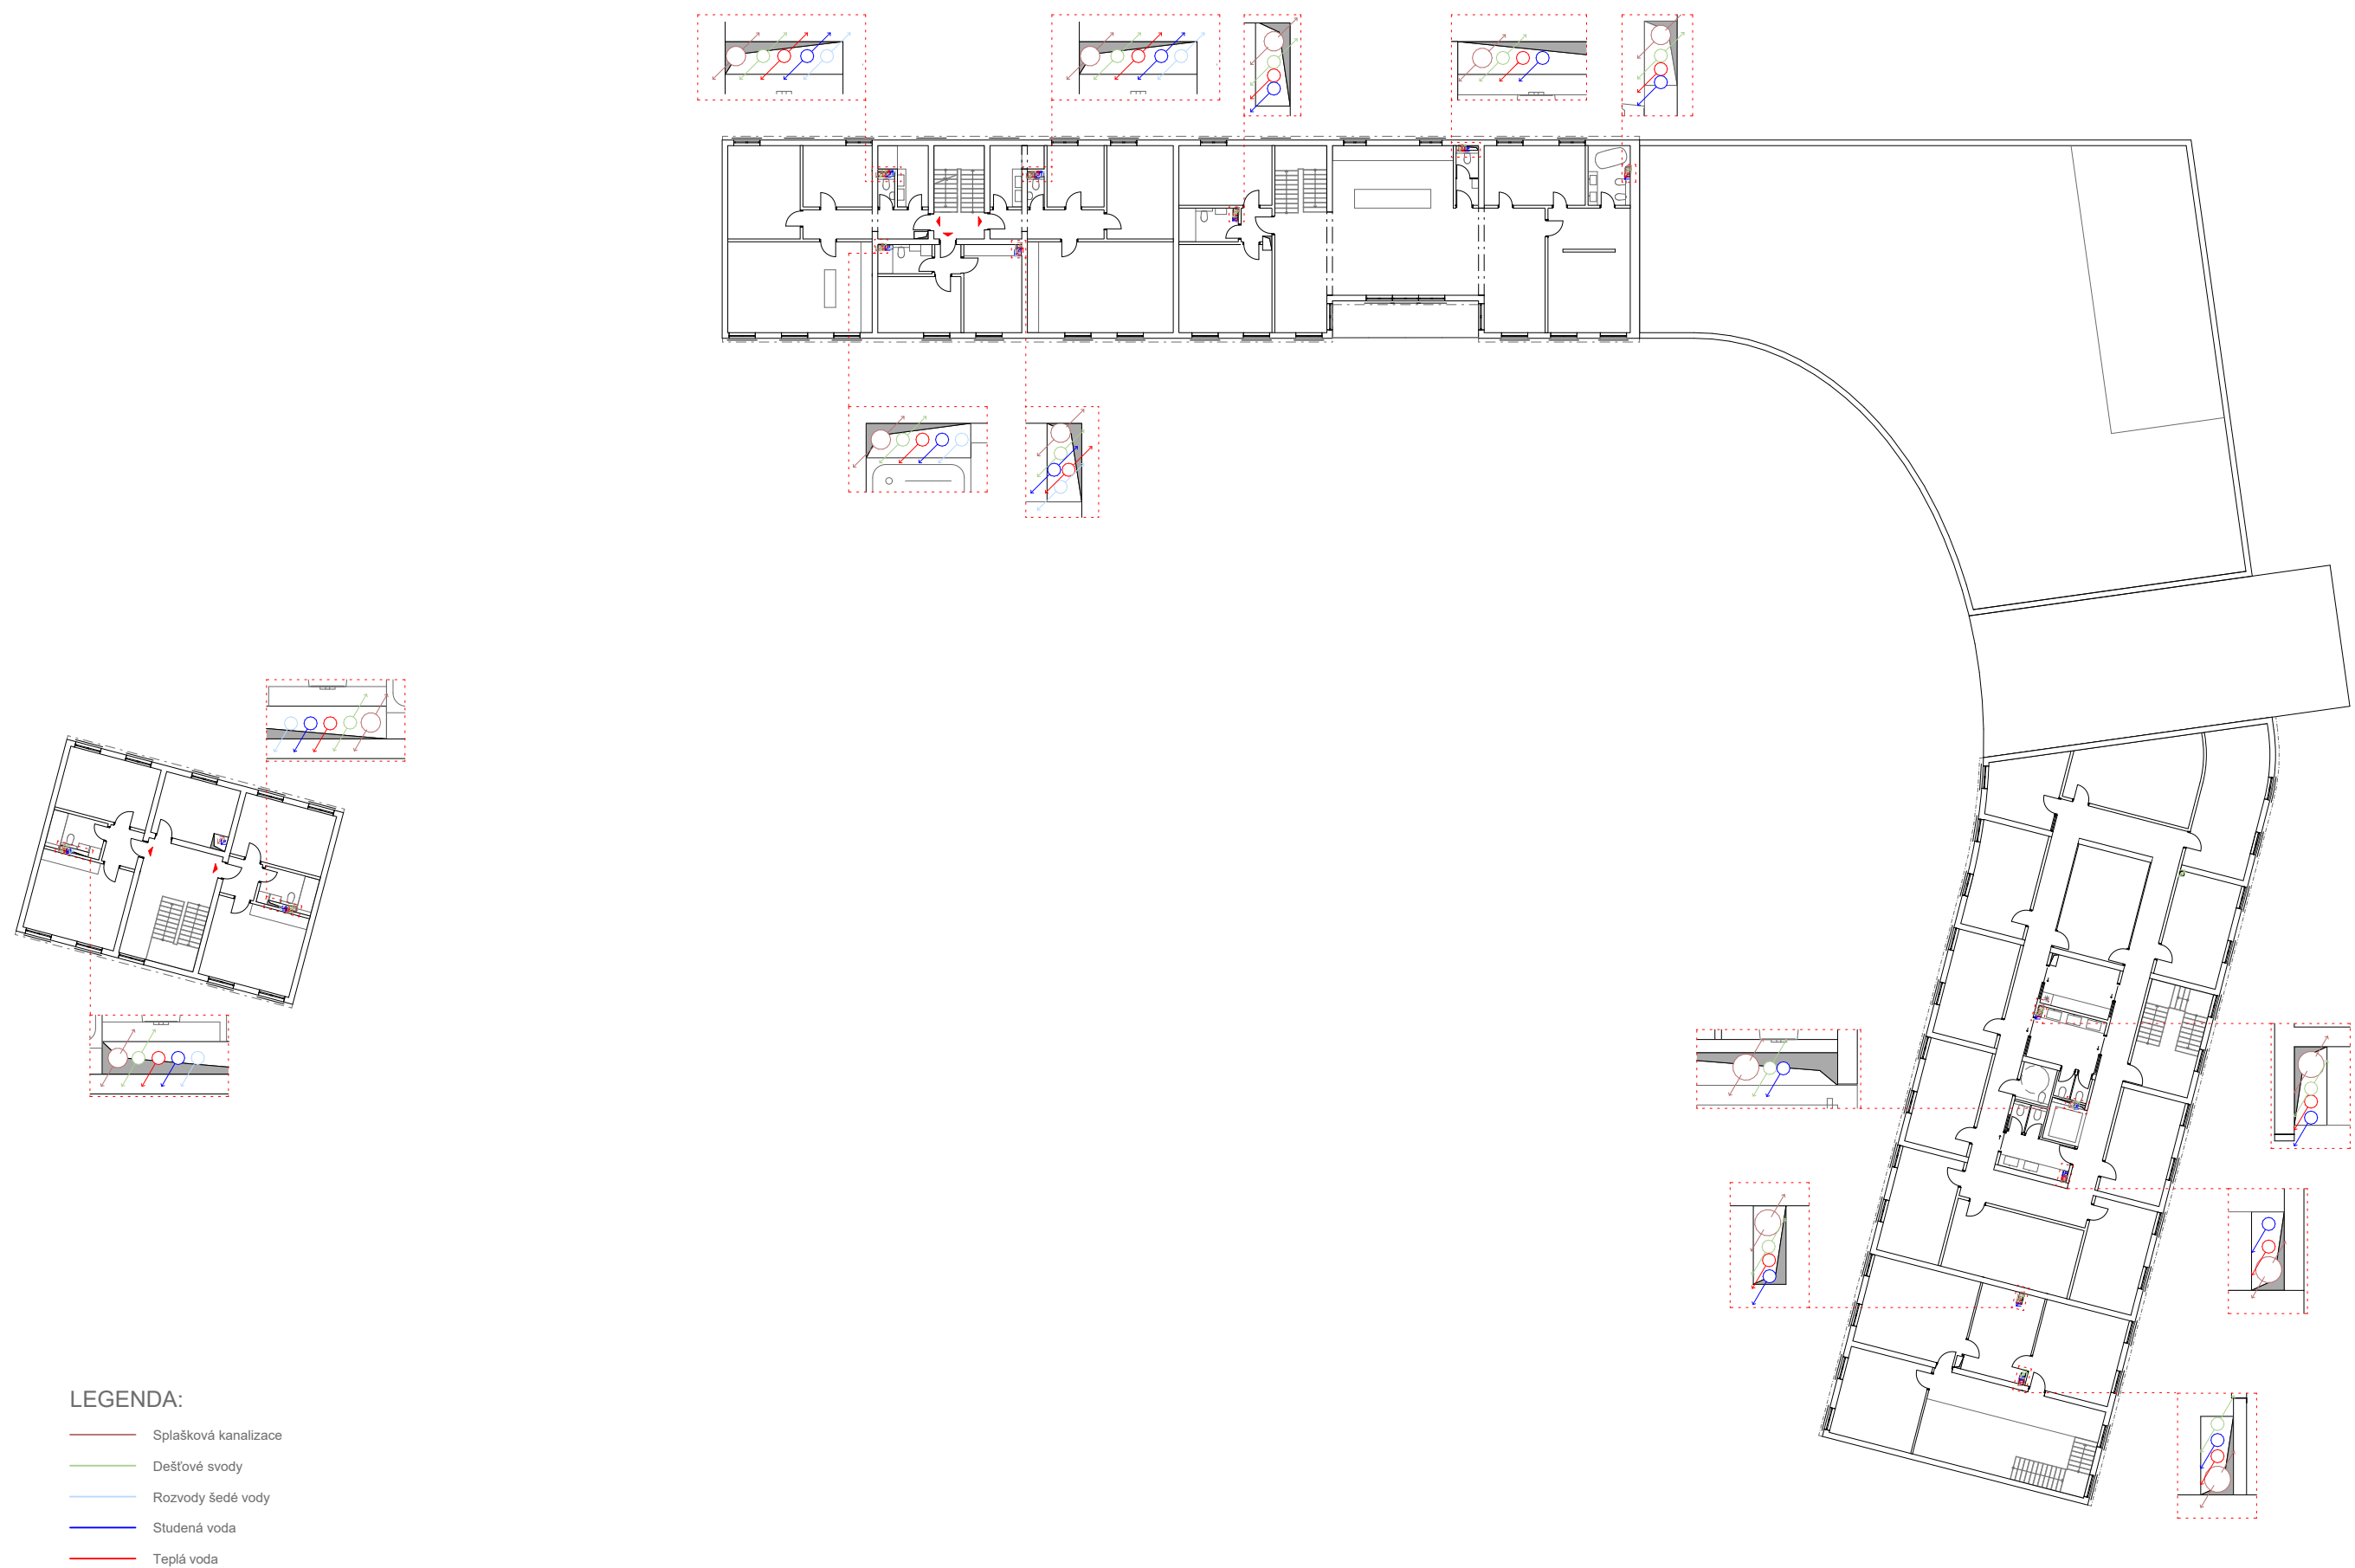 LEGENDA:
Splašková kanalizace
Dešťové svody
Rozvody šedé vody
Studená voda
Teplá voda